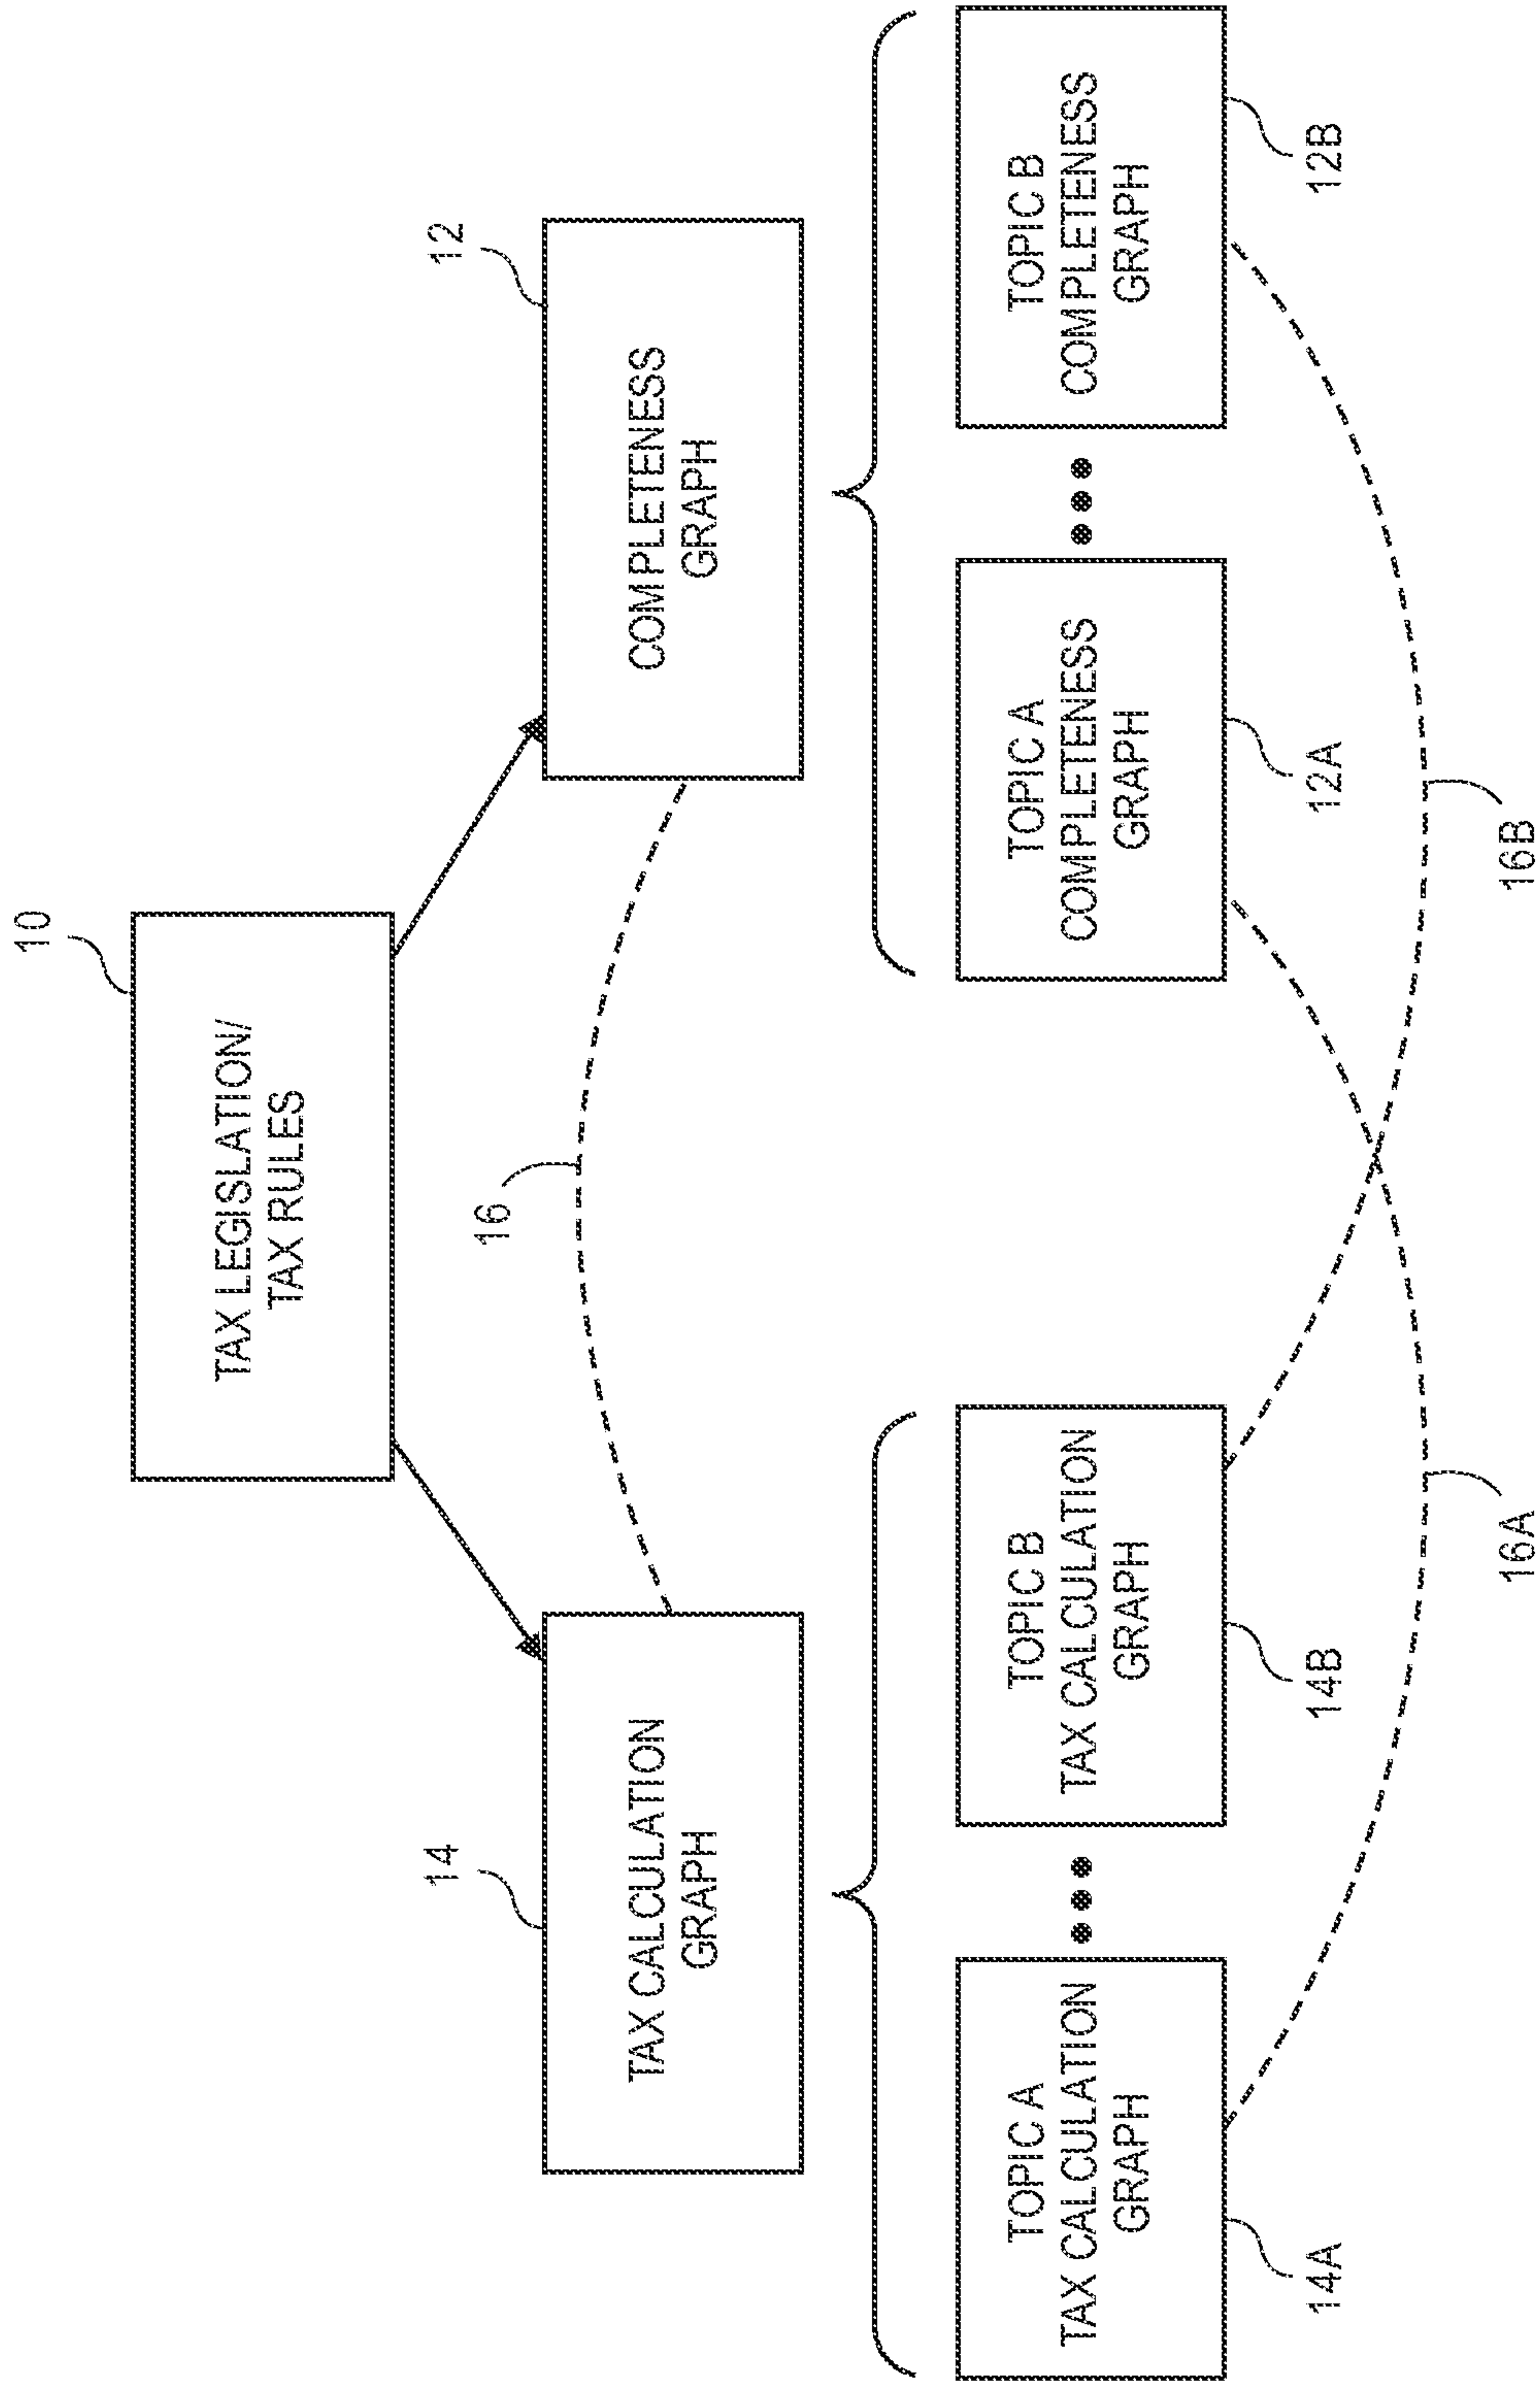 10
TAX LEGISLATION/
TAX RULES
16
14
TAX CALCULATION
GRAPH
12
COMPLETENESS
GRAPH
TOPIC A
TAX CALCULATION
GRAPH
14A
TOPIC B
TAX CALCULATION
GRAPH
14B
TOPIC A
COMPLETENESS
GRAPH
12A
TOPIC B
COMPLETENESS
GRAPH
12B
16A
16B